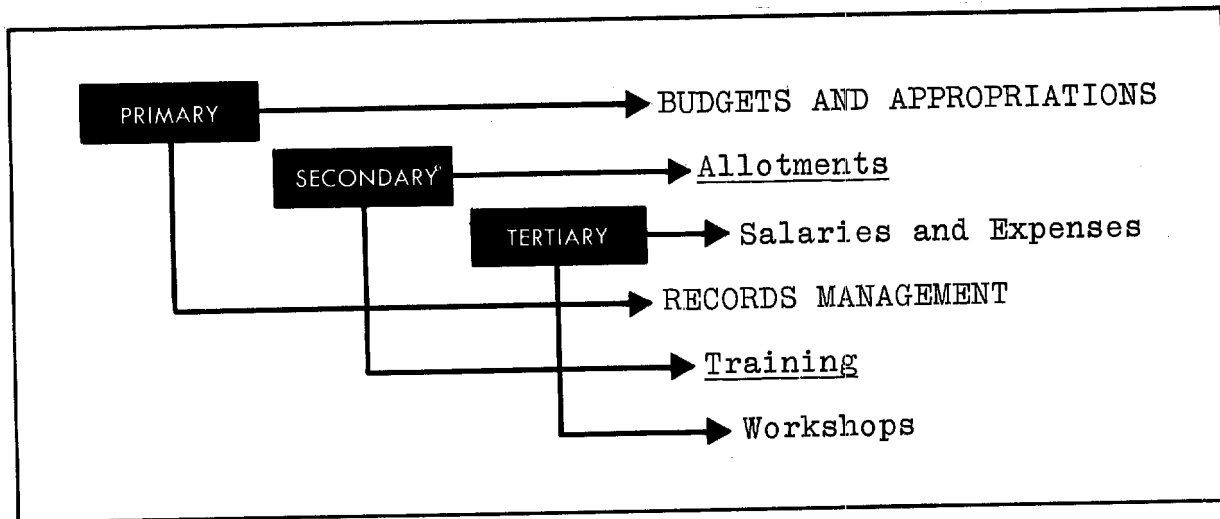 PRIMARY
BUDGETS AND APPROPRIATIONS
SECONDARY
Allotments
TERTIARY
Salaries and Expenses
RECORDS MANAGEMENT
Training
Workshops